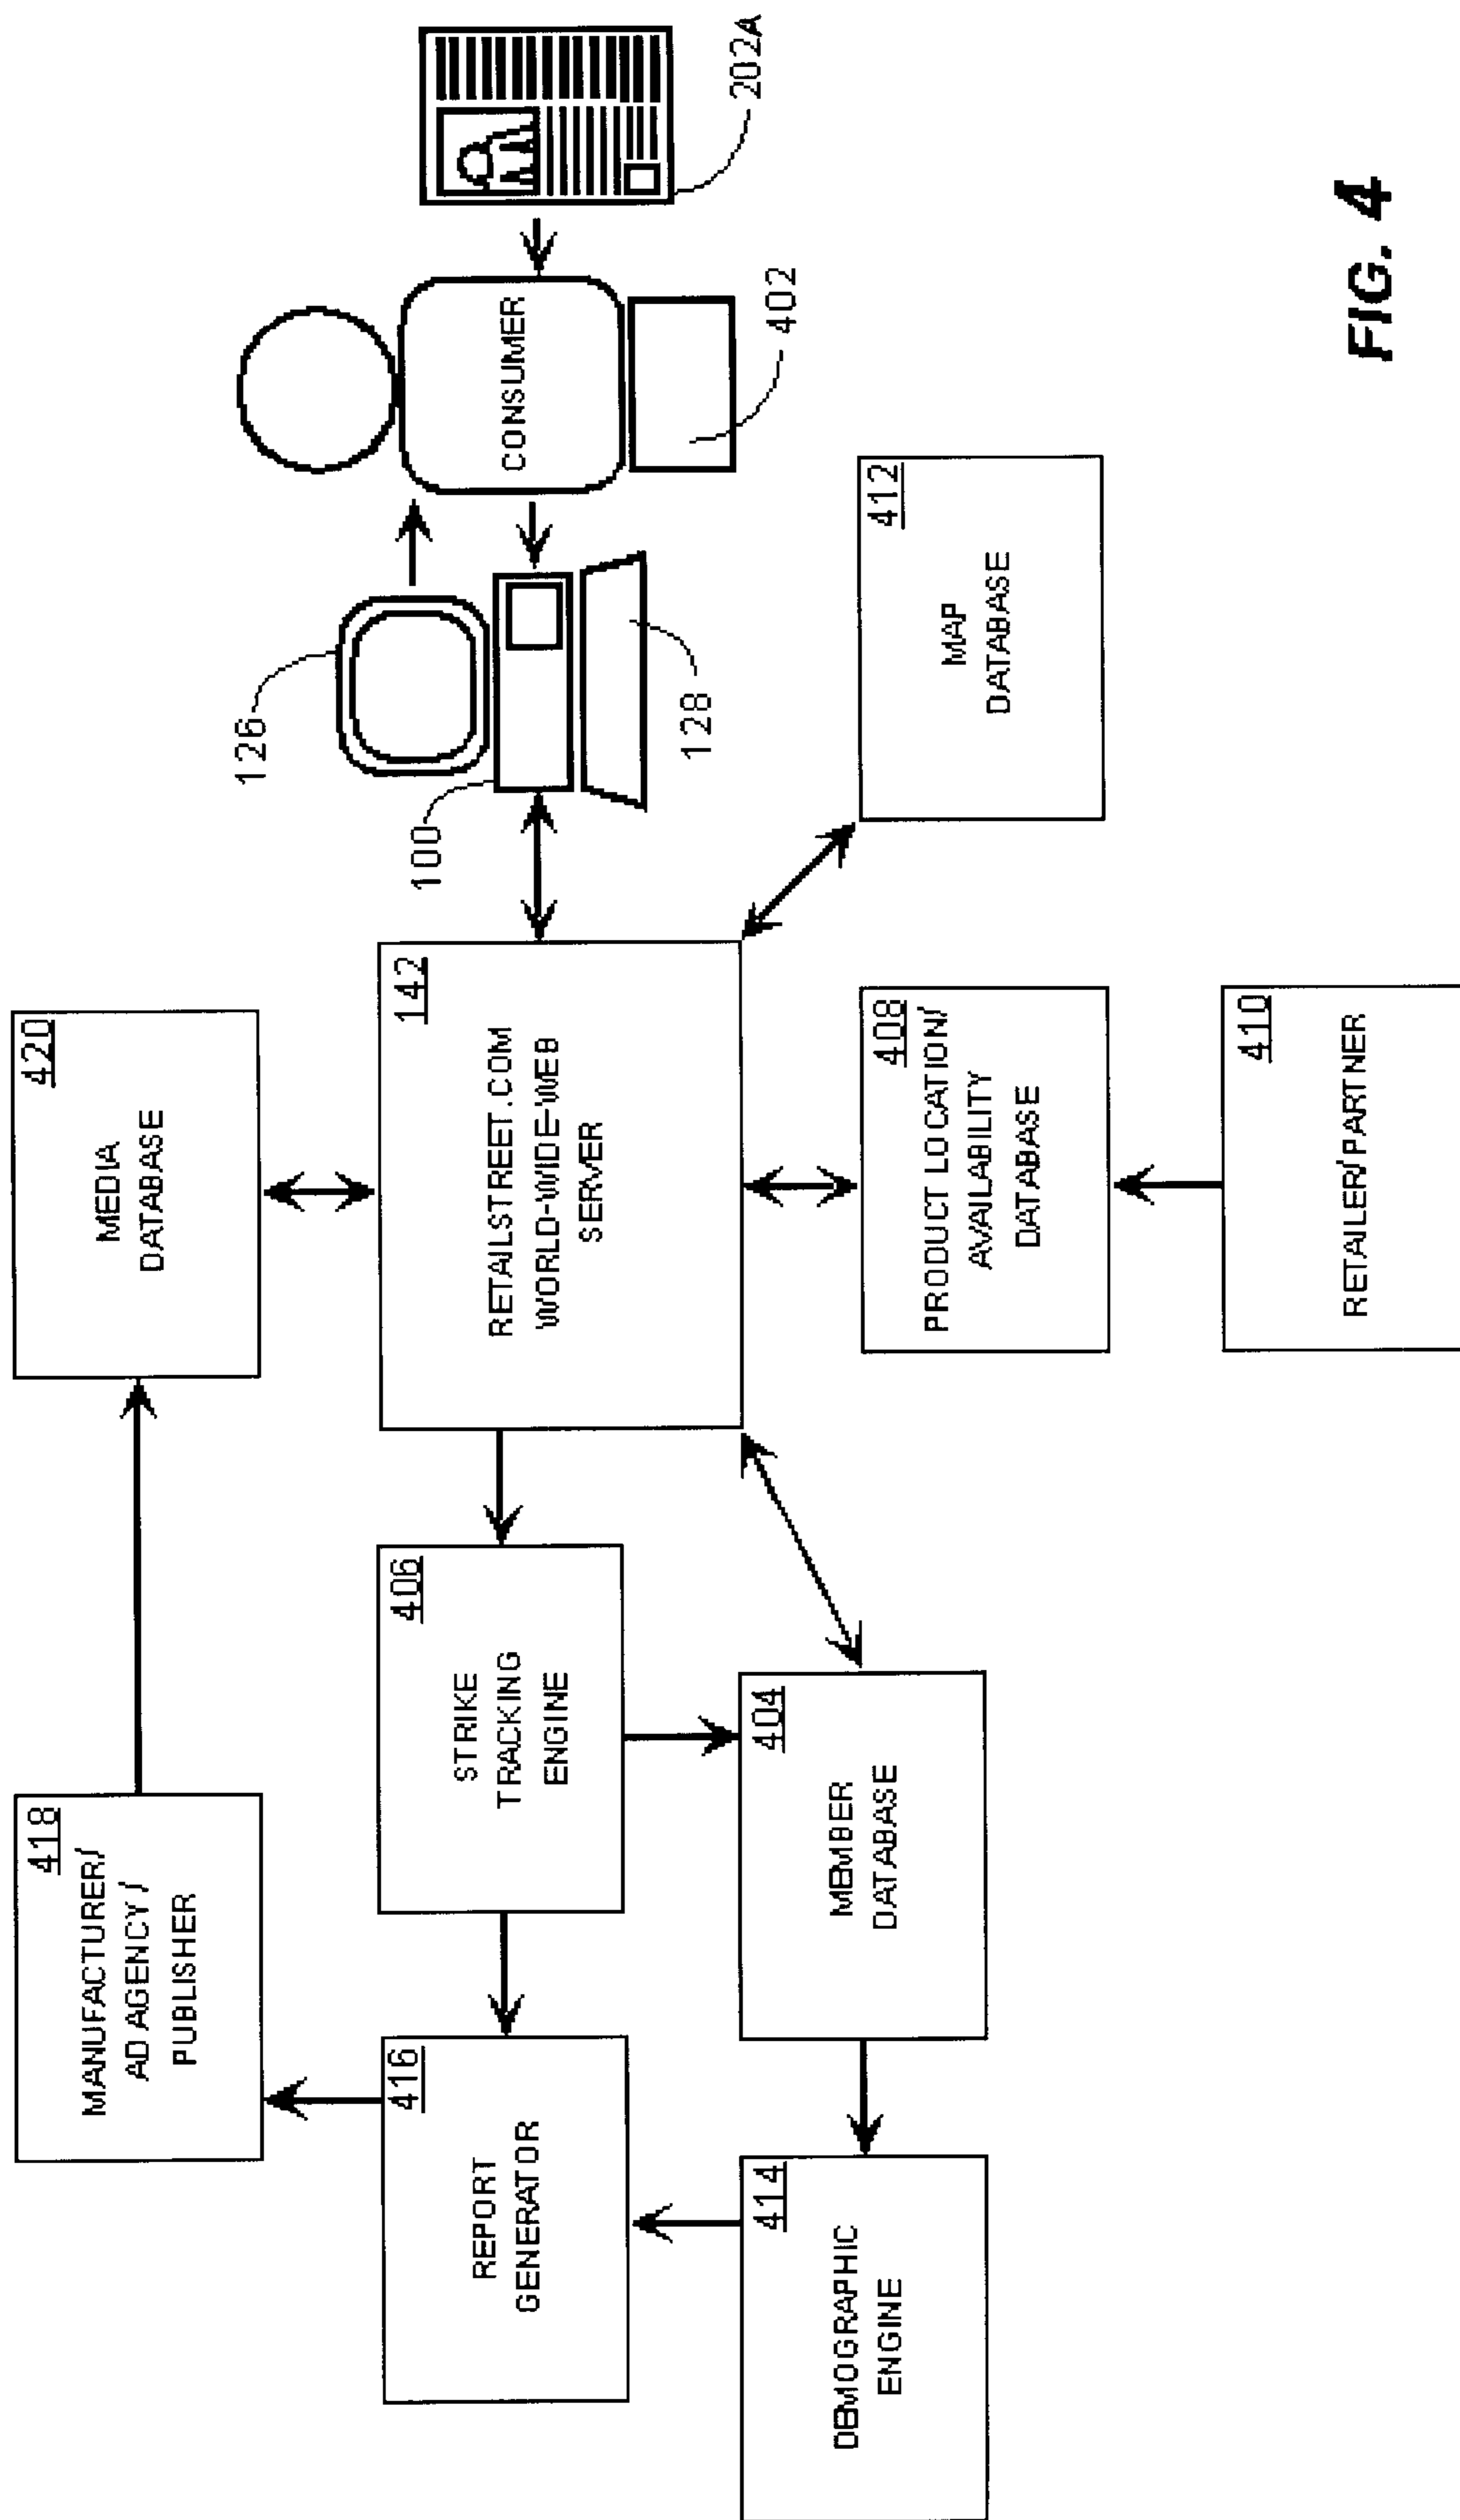 418
MANUFACTURER/
AD AGENCY/
PUBLISHER
420
MEDIA
DATABASE
416
REPORT
GENERATOR
406
STRIKE
TRACKING
ENGINE
142
RETAILSTREET.COM
WORLD-WIDE-WEB
SERVER
126
100
128
CONSUMER
402
202A
414
DEMOGRAPHIC
ENGINE
404
MEMBER
DATABASE
408
PRODUCT LOCATION/
AVAILABILITY
DATABASE
412
MAP
DATABASE
410
RETAILER/PARTNER
FIG. 4